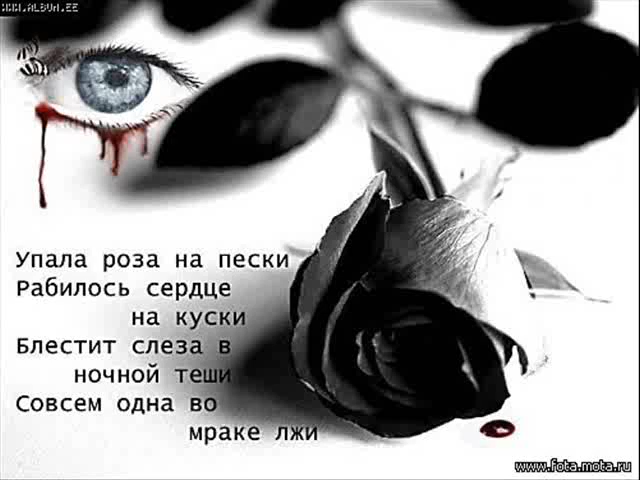 WWW.ALBUM.EE
Упала роза на пески
Рабилось сердце
на куски
Блестит слеза в
ночной теши
Совсем одна во
мраке лжи
www.fota.mota.ru